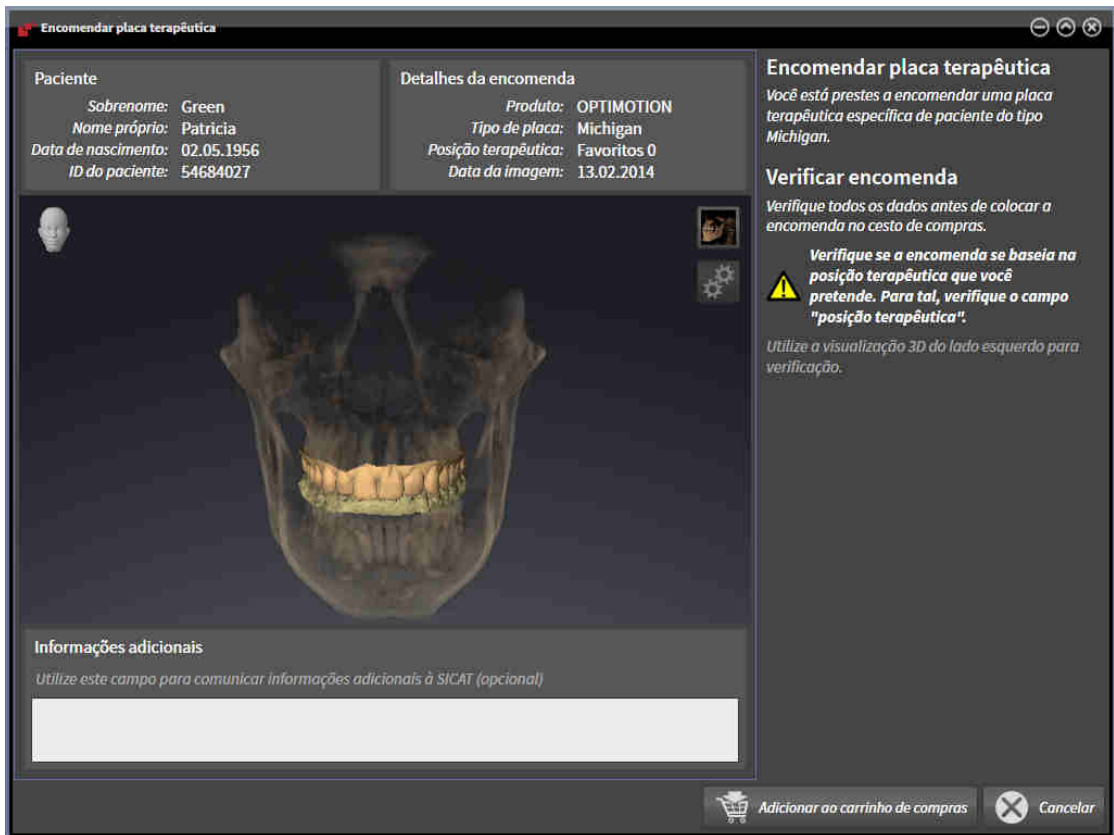 Encomendar placa terapêutica
Paciente
Sobrenome: Green
Nome próprio: Patricia
Data de nascimento: 02.05.1956
ID do paciente: 54684027
Detalhes da encomenda
Produto: OPTIMOTION
Tipo de placa: Michigan
Posição terapêutica: Favoritos 0
Data da imagem: 13.02.2014
Informações adicionais
Utilize este campo para comunicar informações adicionais à SICAT (opcional)
Encomendar placa terapêutica
Você está prestes a encomendar uma placa
terapêutica específica de paciente do tipo
Michigan.
Verificar encomenda
Verifique todos os dados antes de colocar a
encomenda no cesto de compras.
Verifique se a encomenda se baseia na
posição terapêutica que você
pretende. Para tal, verifique o campo
"posição terapêutica".
Utilize a visualização 3D do lado esquerdo para
verificação.
Adicionar ao carrinho de compras
Cancelar